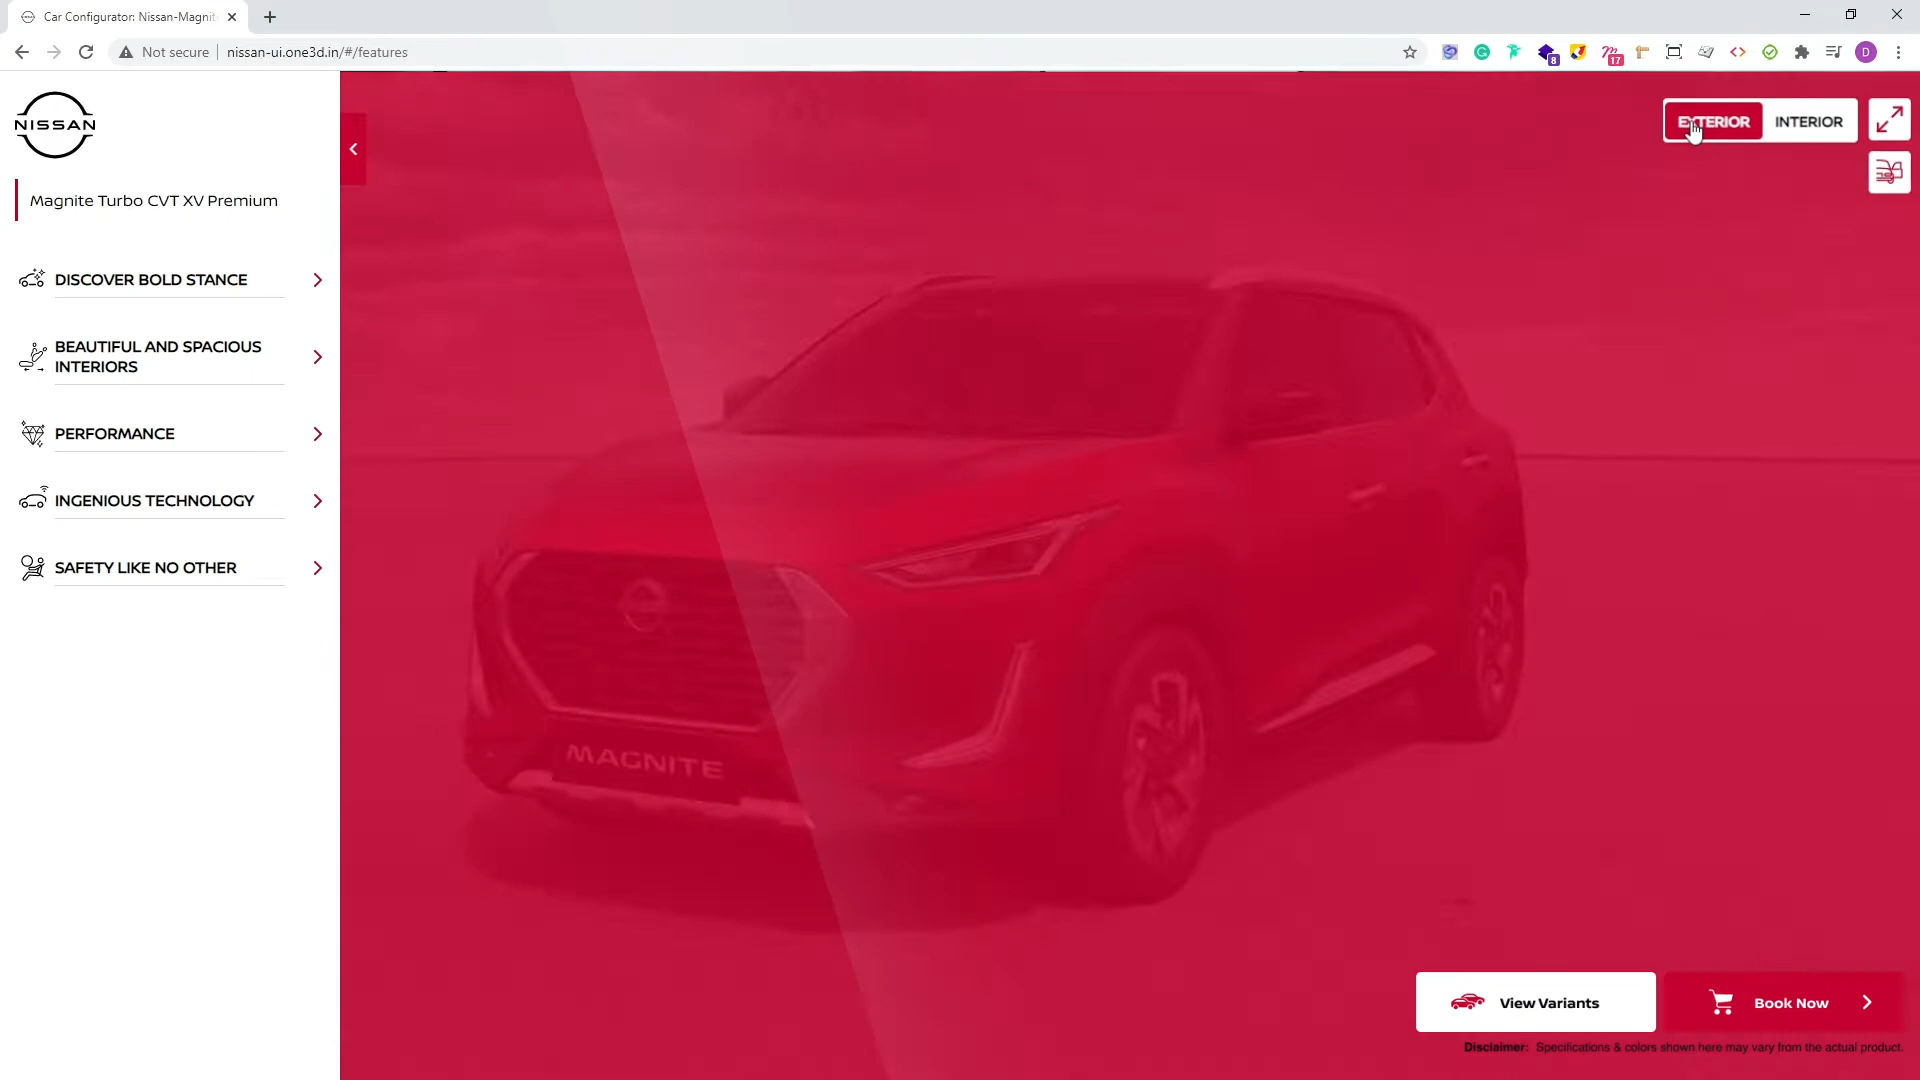 Car Configurator: Nissan-Magnit
Not secure
nissan-ui.one3d.in/#/features
8
17
D
NISSAN
EXTERIOR
INTERIOR
Magnite Turbo CVT XV Premium
DISCOVER BOLD STANCE
BEAUTIFUL AND SPACIOUS
INTERIORS
PERFORMANCE
INGENIOUS TECHNOLOGY
SAFETY LIKE NO OTHER
MAGNITE
View Variants
Book Now
Disclaimer: Specifications & colors shown here may vary from the actual product.